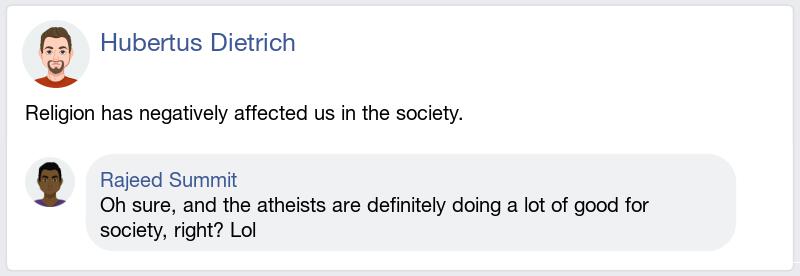 Hubertus Dietrich
Religion has negatively affected us in the society.
Rajeed Summit
Oh sure, and the atheists are definitely doing a lot of good for
society, right? Lol